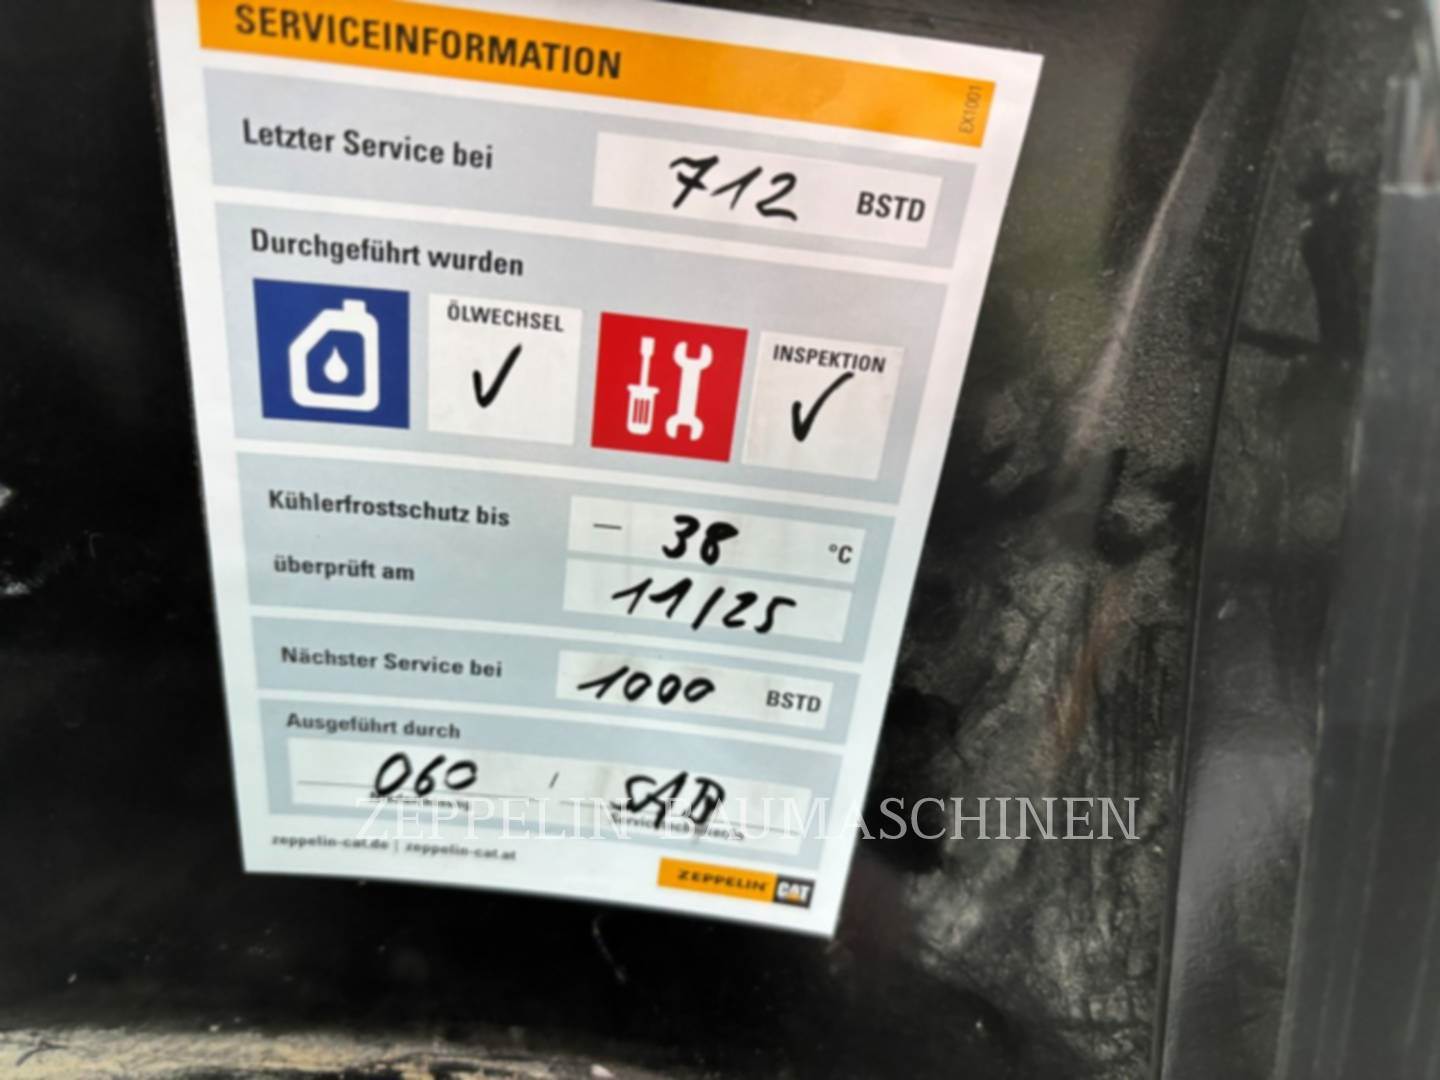 SERVICEINFORMATION
EX1001
Letzter Service bei 712 BSTD
Durchgeführt wurden
ÖLWECHSEL ✓ INSPEKTION ✓
Kühlerfrostschutz bis — 38 °C
überprüft am 11/25
Nächster Service bei 1000 BSTD
Ausgeführt durch
060 / SAB
ZEPPELIN BAUMASCHINEN
zeppelin-cat.de | zeppelin-cat.at
ZEPPELIN CAT